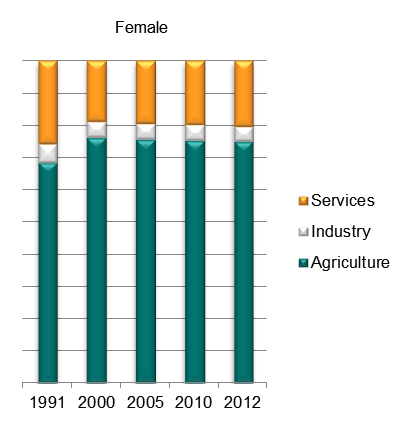 Female
Services
Industry
Agriculture
1991 2000 2005 2010 2012